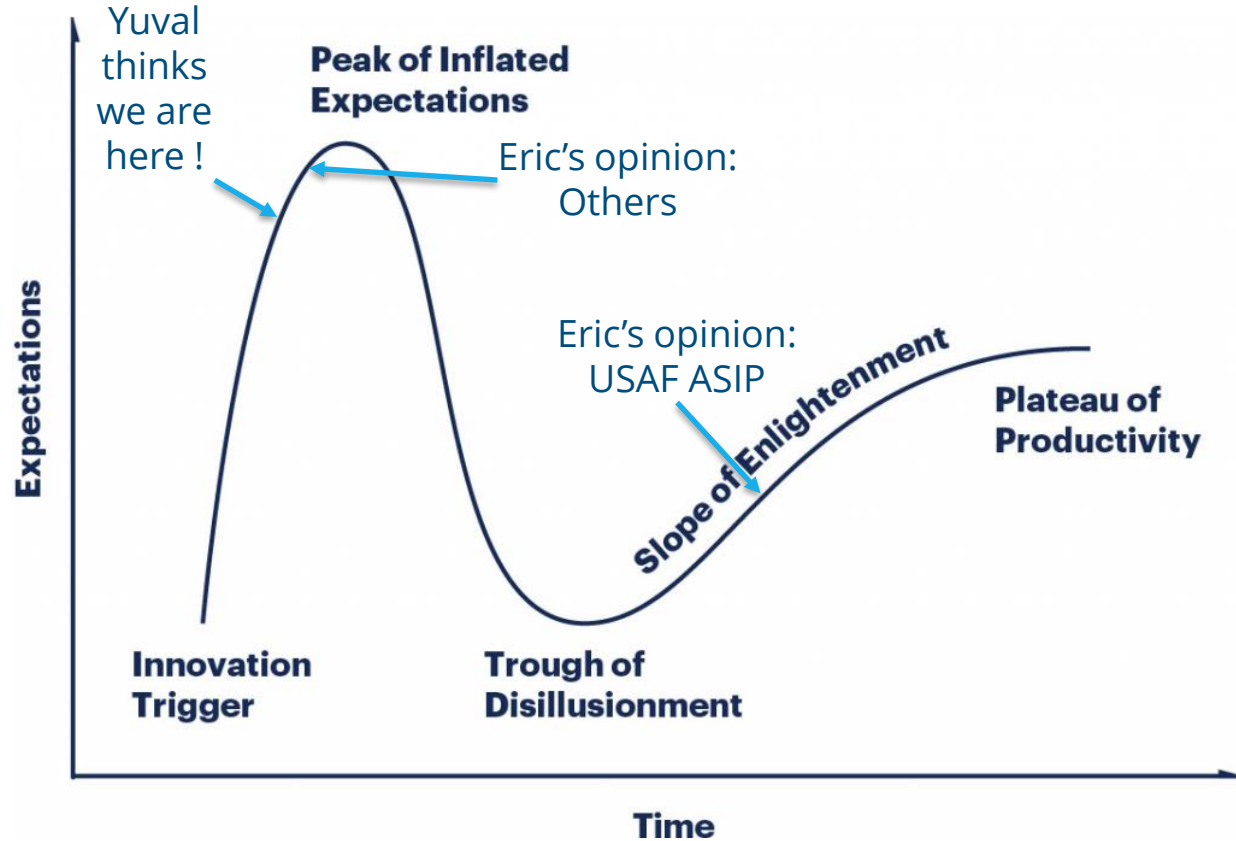 Yuval
thinks
we are
here !
Peak of Inflated
Expectations
Eric’s opinion:
Others
Eric’s opinion:
USAF ASIP
Slope of Enlightenment
Plateau of
Productivity
Expectations
Innovation
Trigger
Trough of
Disillusionment
Time